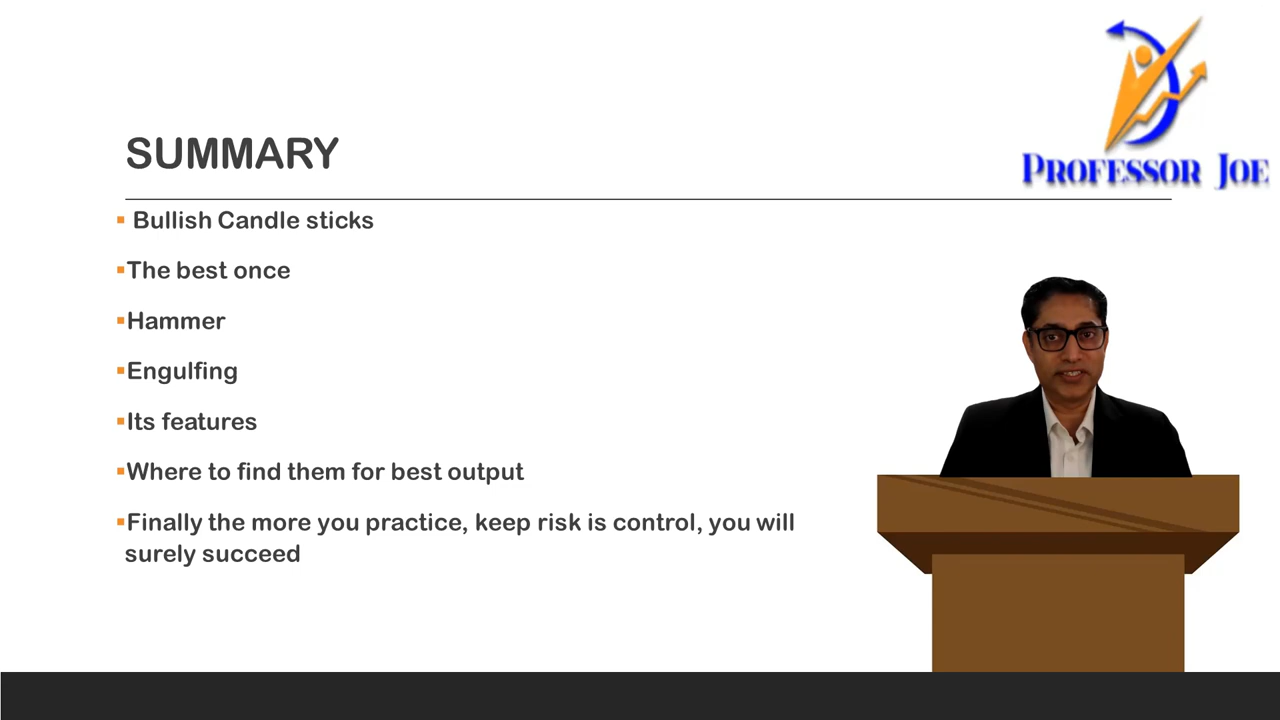 PROFESSOR JOE
SUMMARY
Bullish Candle sticks
The best once
Hammer
Engulfing
Its features
Where to find them for best output
Finally the more you practice, keep risk is control, you will
surely succeed